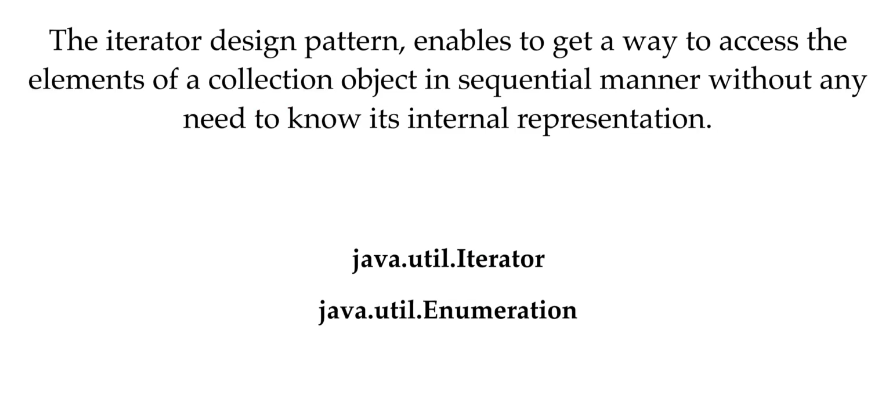 The iterator design pattern, enables to get a way to access the
elements of a collection object in sequential manner without any
need to know its internal representation.
java.util.Iterator
java.util.Enumeration